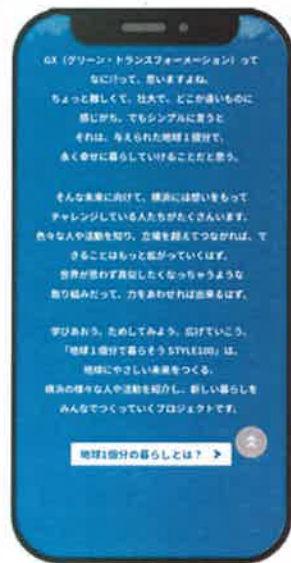 GX(グリーン・トランスフォーメーション)って
なに!?って、思いますよね。
ちょっと難しくて、壮大で、どこか遠いものに
感じがち。でもシンプルに言うと
それは、与えられた地球1個分で、
永く幸せに暮らしていけることだと思う。
そんな未来に向けて、横浜には想いをもって
チャレンジしている人たちがたくさんいます。
色々な人や活動を知り、立場を超えてつながれば、で
きることはもっと拡がっていくはず。
世界が思わず真似したくなっちゃうような
取り組みだって、力をあわせれば出来るはず。
学びあおう。ためしてみよう。広げていこう。
「地球1個分で暮らそう STYLE100」は、
地球にやさしい未来をつくる、
横浜の様々な人や活動を紹介し、新しい暮らしを
みんなでつくっていくプロジェクトです。
地球1個分の暮らしとは?